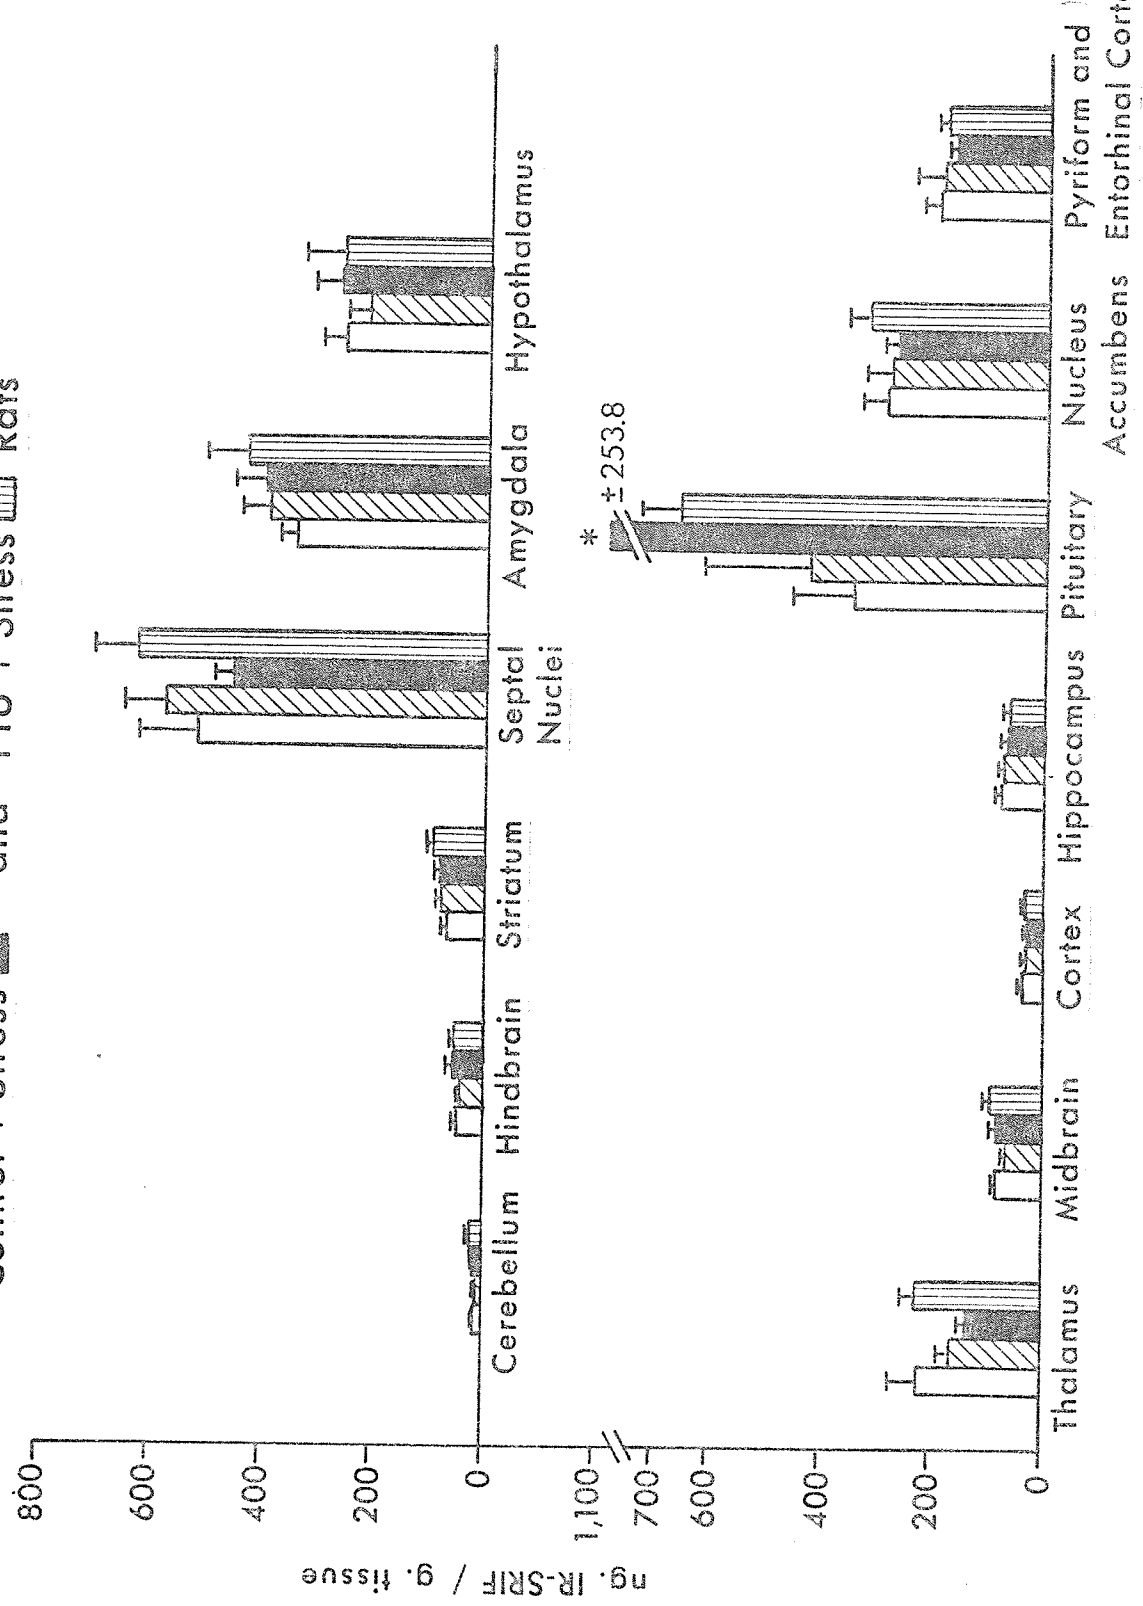 and
Stress
Rats
ng. IR-SRIF / g. tissue
800
600
400
200
0
Cerebellum
Hindbrain
Striatum
Septal
Nuclei
Amygdala
Hypothalamus
1,100
700
600
400
200
0
*
±253.8
Thalamus
Midbrain
Cortex
Hippocampus
Pituitary
Nucleus
Accumbens
Pyriform and
Entorhinal